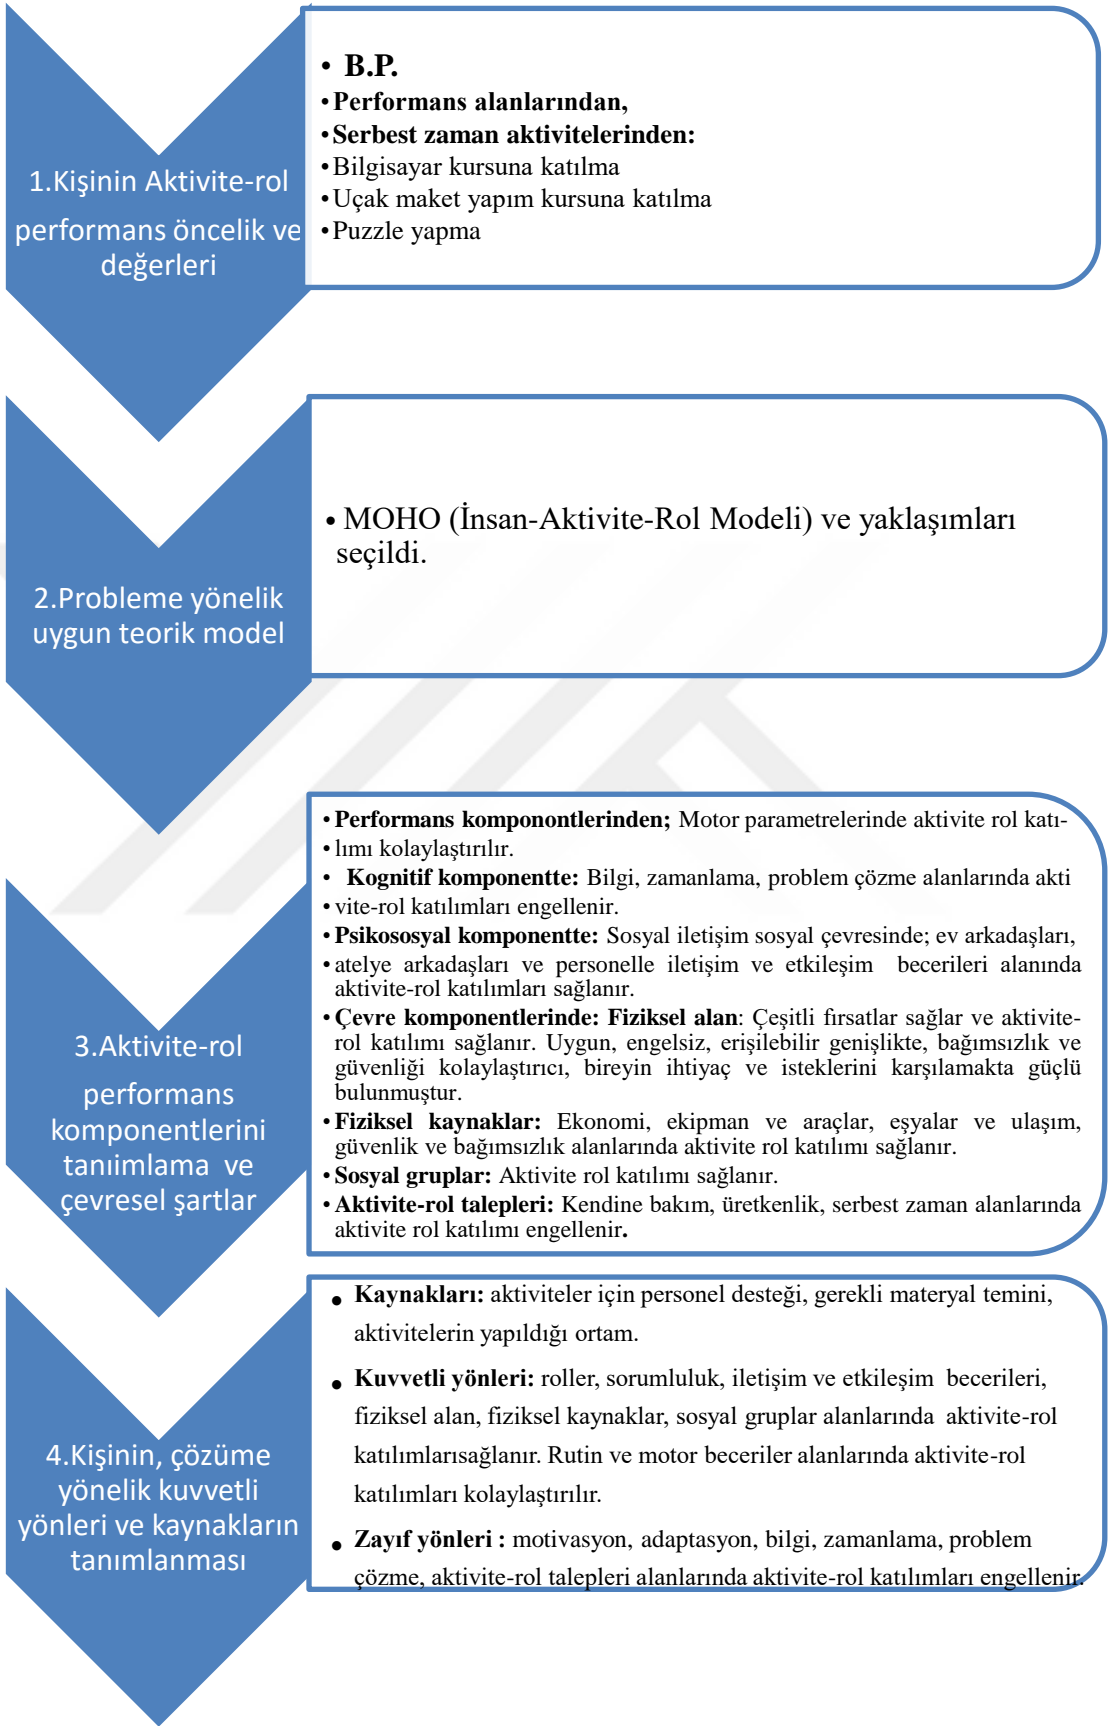 1.Kişinin Aktivite-rol
performans öncelik ve
değerleri
• B.P.
•Performans alanlarından,
•Serbest zaman aktivitelerinden:
•Bilgisayar kursuna katılma
•Uçak maket yapım kursuna katılma
•Puzzle yapma
2.Probleme yönelik
uygun teorik model
• MOHO (İnsan-Aktivite-Rol Modeli) ve yaklaşımları
seçildi.
3.Aktivite-rol
performans
komponentlerini
tanıimlama ve
çevresel şartlar
•Performans komponontlerinden; Motor parametrelerinde aktivite rol katı-
•lımı kolaylaştırılır.
• Kognitif komponentte: Bilgi, zamanlama, problem çözme alanlarında akti
•vite-rol katılımları engellenir.
•Psikososyal komponentte: Sosyal iletişim sosyal çevresinde; ev arkadaşları,
•atelye arkadaşları ve personelle iletişim ve etkileşim becerileri alanında
aktivite-rol katılımları sağlanır.
•Çevre komponentlerinde: Fiziksel alan: Çeşitli fırsatlar sağlar ve aktivite-
rol katılımı sağlanır. Uygun, engelsiz, erişilebilir genişlikte, bağımsızlık ve
güvenliği kolaylaştırıcı, bireyin ihtiyaç ve isteklerini karşılamakta güçlü
bulunmuştur.
•Fiziksel kaynaklar: Ekonomi, ekipman ve araçlar, eşyalar ve ulaşım,
güvenlik ve bağımsızlık alanlarında aktivite rol katılımı sağlanır.
•Sosyal gruplar: Aktivite rol katılımı sağlanır.
•Aktivite-rol talepleri: Kendine bakım, üretkenlik, serbest zaman alanlarında
aktivite rol katılımı engellenir.
4.Kişinin, çözüme
yönelik kuvvetli
yönleri ve kaynakların
tanımlanması
• Kaynakları: aktiviteler için personel desteği, gerekli materyal temini,
aktivitelerin yapıldığı ortam.
• Kuvvetli yönleri: roller, sorumluluk, iletişim ve etkileşim becerileri,
fiziksel alan, fiziksel kaynaklar, sosyal gruplar alanlarında aktivite-rol
katılımlarısağlanır. Rutin ve motor beceriler alanlarında aktivite-rol
katılımları kolaylaştırılır.
• Zayıf yönleri : motivasyon, adaptasyon, bilgi, zamanlama, problem
çözme, aktivite-rol talepleri alanlarında aktivite-rol katılımları engellenir.